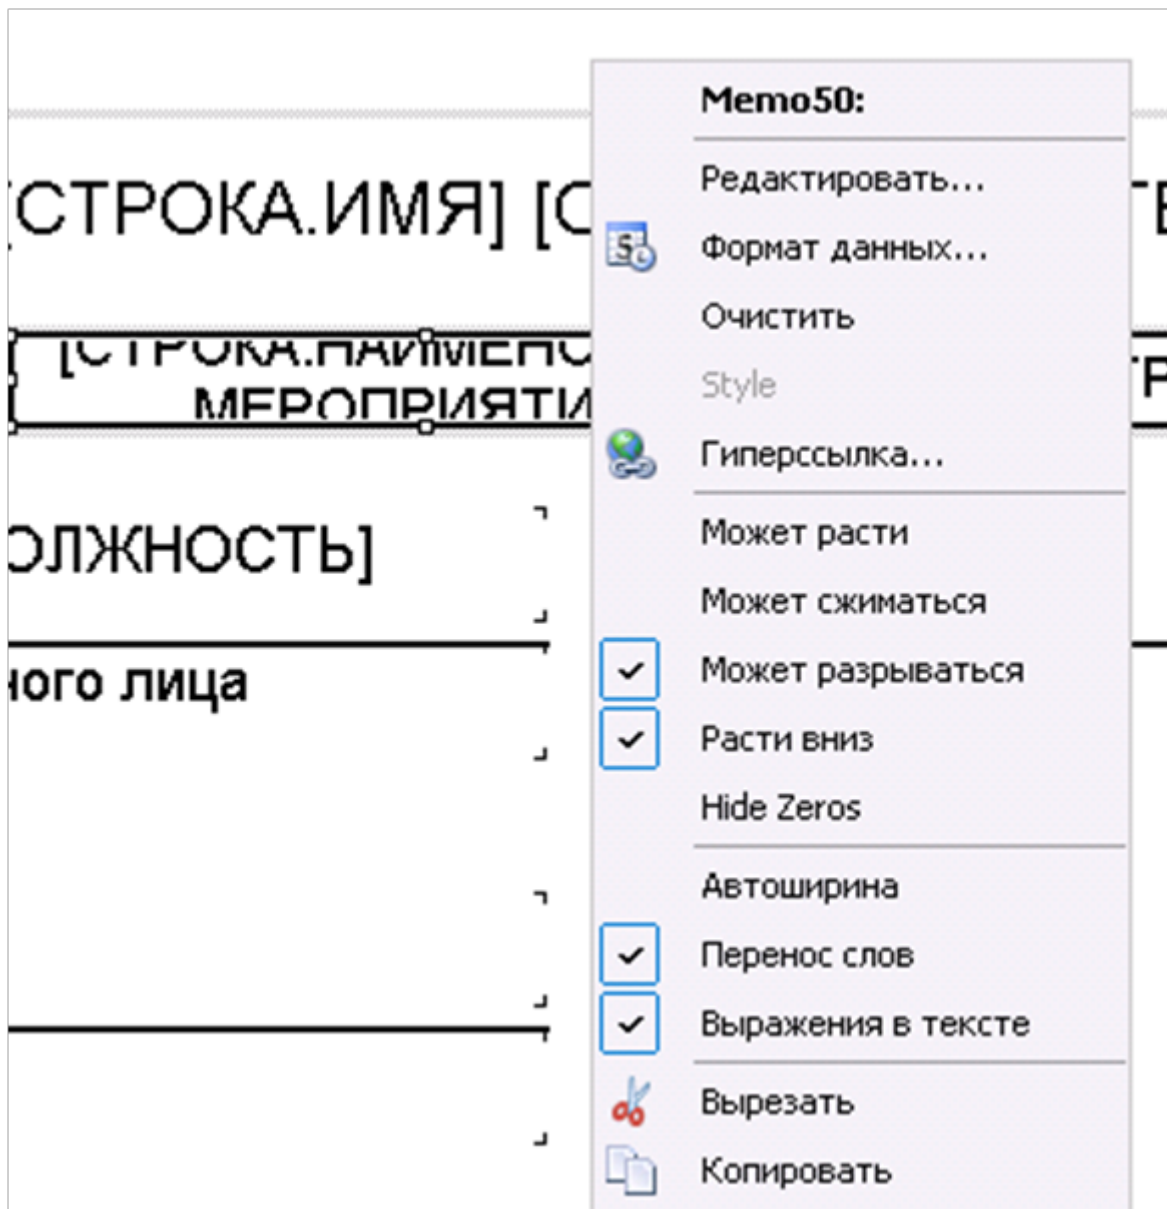 Memo50:
Редактировать...
[СТРОКА.ИМЯ] [
Формат данных...
Очистить
[СТРОКА.НАИМЕНО
МЕРОПРИЯТИ
Style
Гиперссылка...
ОЛЖНОСТЬ]
Может расти
Может сжиматься
ного лица
Может разрываться
Расти вниз
Hide Zeros
Автоширина
Перенос слов
Выражения в тексте
Вырезать
Копировать